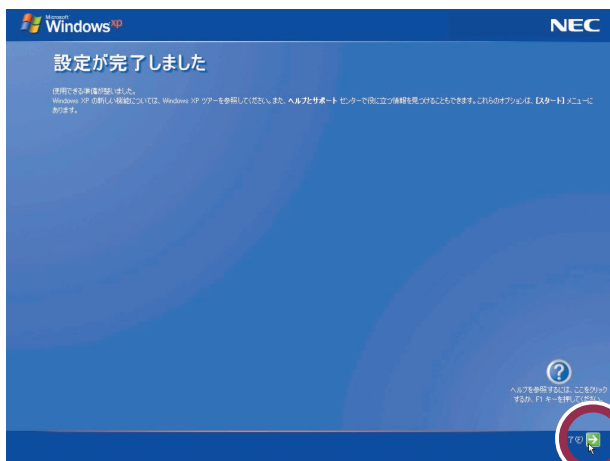 Microsoft
Windows xp
NEC
設定が完了しました
使用できる準備が整いました。
Windows XP の新しい機能については、Windows XP ツアーを参照してください。また、ヘルプとサポート センターで役に立つ情報を見つけることもできます。これらのオプションは、[スタート] メニューに
あります。
ヘルプを参照するには、ここをクリック
するか、F1 キーを押してください。